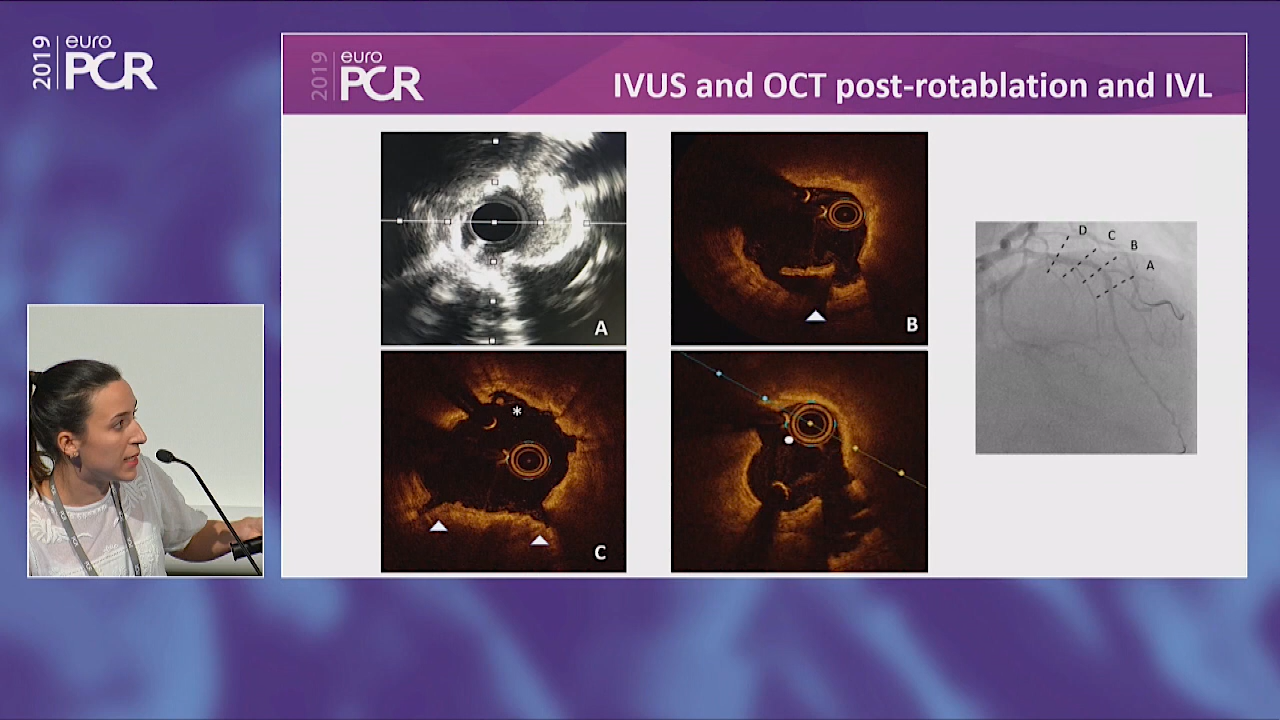 2019 euro PCR
2019 euro PCR
IVUS and OCT post-rotablation and IVL
A
B
C
*
D
C
B
A